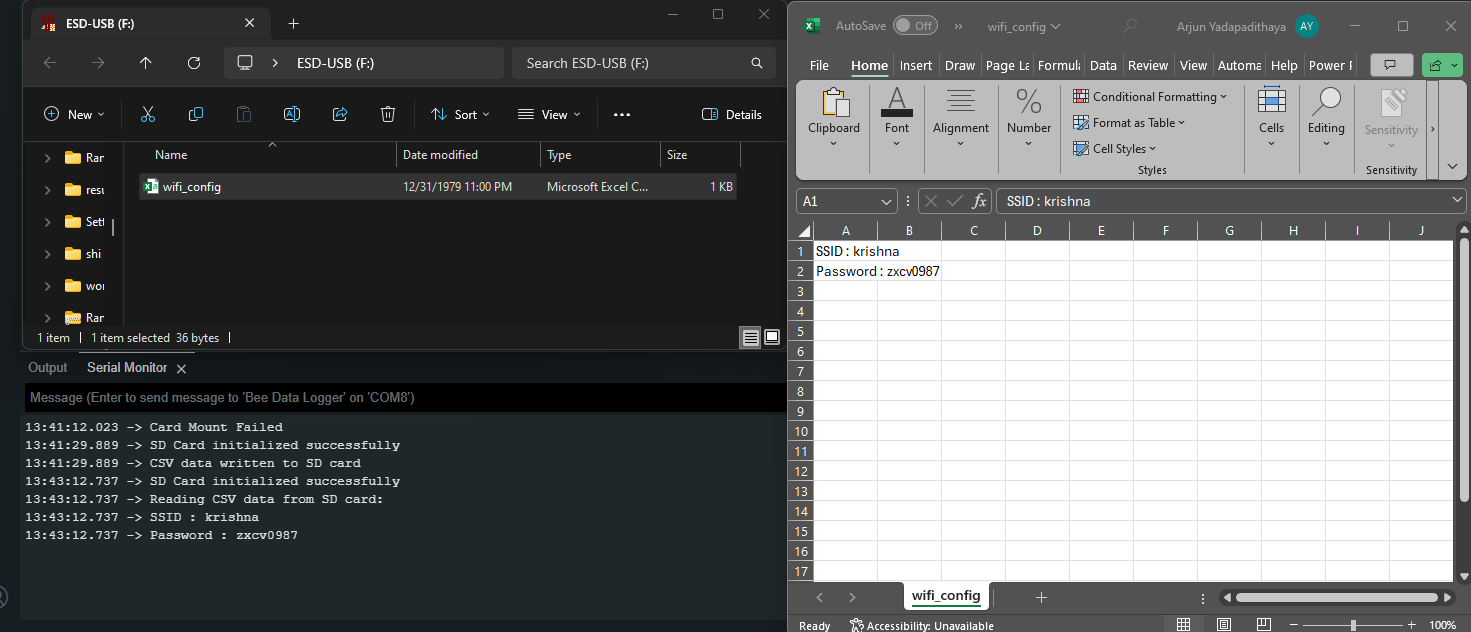 ESD-USB (F:)
ESD-USB (F:)
Search ESD-USB (F:)
New
Sort
View
Details
Name
Date modified
Type
Size
Ran
resu
Sett
shi
wor
Ran
wifi_config
12/31/1979 11:00 PM
Microsoft Excel C...
1 KB
1 item
1 item selected 36 bytes
Output
Serial Monitor
Message (Enter to send message to 'Bee Data Logger' on 'COM8')
13:41:12.023 -> Card Mount Failed
13:41:29.889 -> SD Card initialized successfully
13:41:29.889 -> CSV data written to SD card
13:43:12.737 -> SD Card initialized successfully
13:43:12.737 -> Reading CSV data from SD card:
13:43:12.737 -> SSID : krishna
13:43:12.737 -> Password : zxcv0987
AutoSave Off
wifi_config
Arjun Yadapadithaya AY
File Home Insert Draw Page La Formula Data Review View Automa Help Power P
Clipboard
Font
Alignment
Number
Conditional Formatting
Format as Table
Cell Styles
Styles
Cells
Editing
Sensitivity
Sensitivity
A1
fx
SSID : krishna
A B C D E F G H I J
1 SSID : krishna
2 Password : zxcv0987
3
4
5
6
7
8
9
10
11
12
13
14
15
16
17
wifi_config
Ready
Accessibility: Unavailable
100%